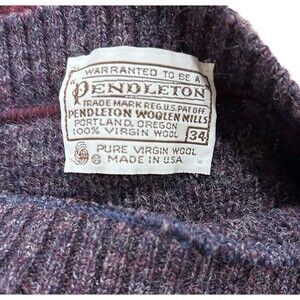 WARRANTED TO BE A
PENDLETON
TRADE MARK REG. U.S. PAT OFF.
PENDLETON WOOLEN MILLS
PORTLAND, OREGON
100% VIRGIN WOOL
34
PURE VIRGIN WOOL
MADE IN USA